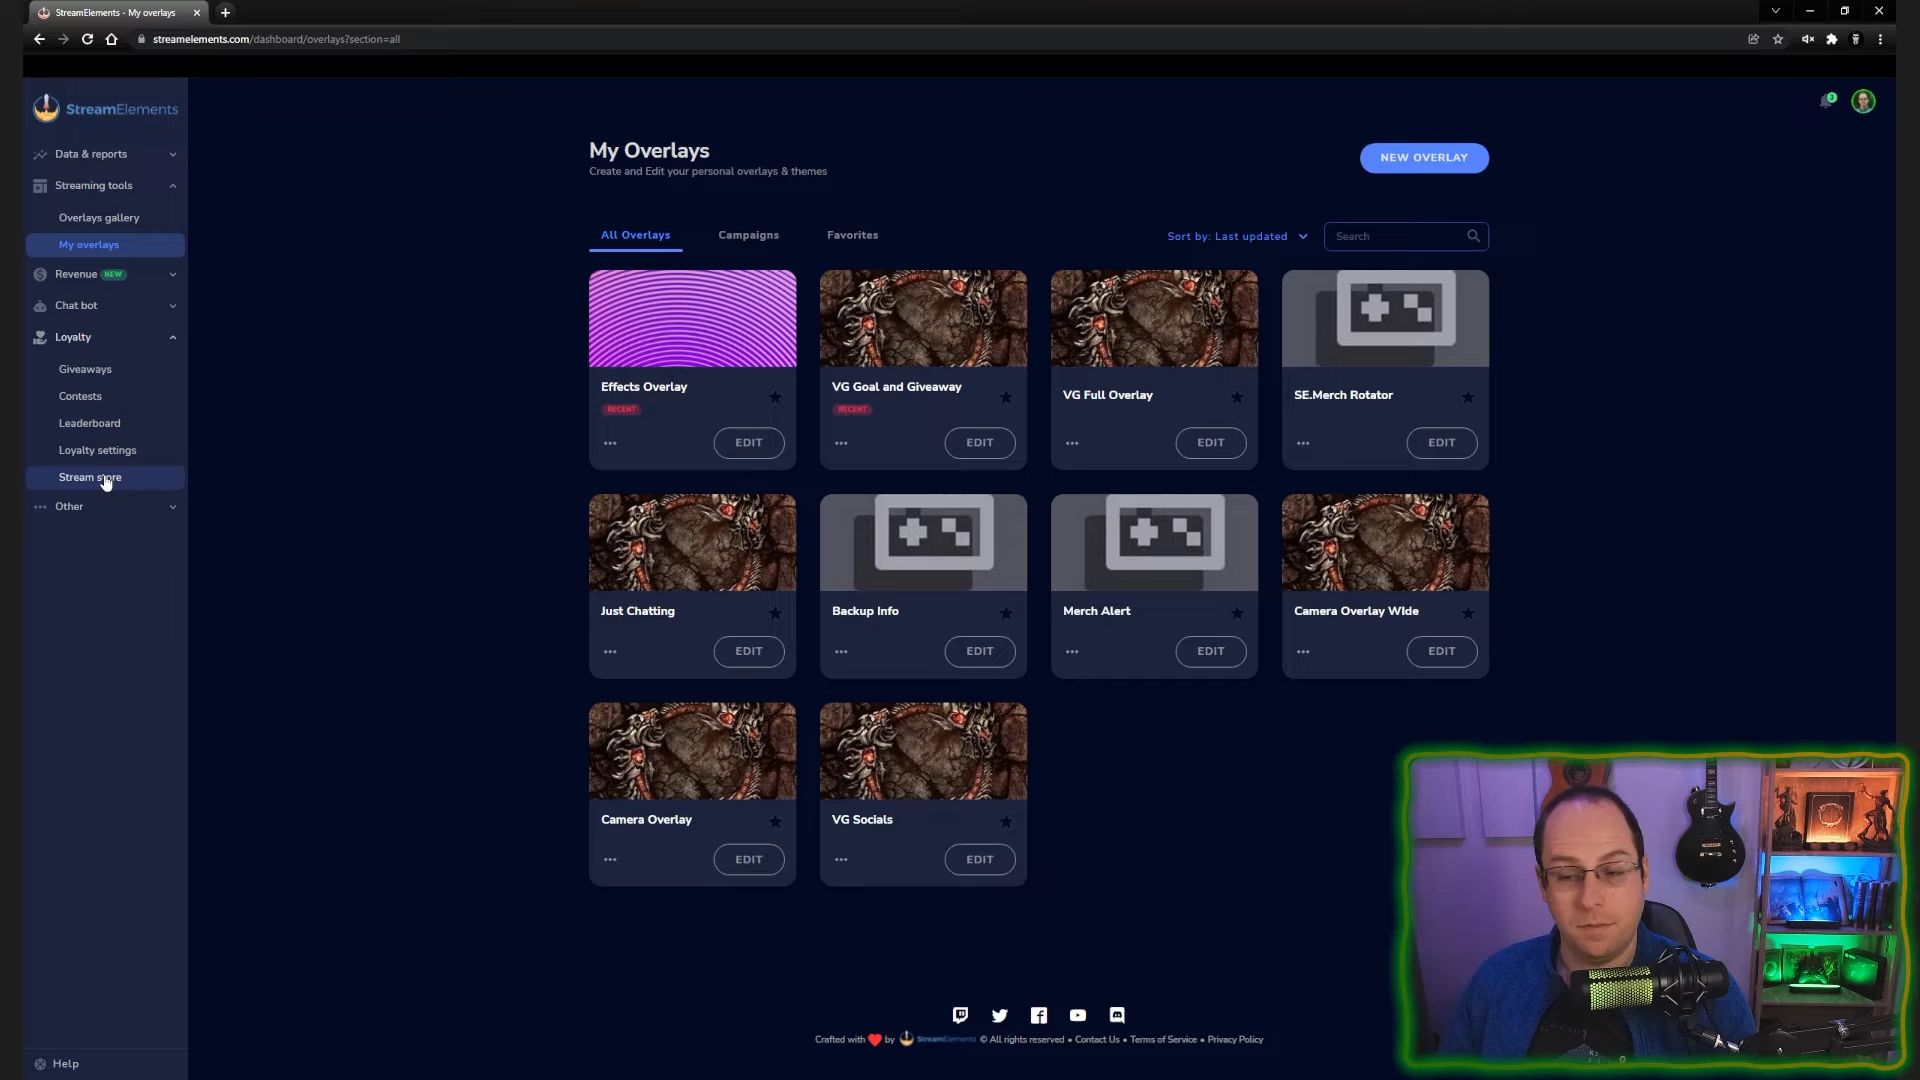 StreamElements - My overlays
streamelements.com/dashboard/overlays?section=all
StreamElements
3
Data & reports
Streaming tools
Overlays gallery
My overlays
Revenue NEW
Chat bot
Loyalty
Giveaways
Contests
Leaderboard
Loyalty settings
Stream store
Other
Help
My Overlays
Create and Edit your personal overlays & themes
NEW OVERLAY
All Overlays
Campaigns
Favorites
Sort by: Last updated
Search
Effects Overlay
RECENT
EDIT
VG Goal and Giveaway
RECENT
EDIT
VG Full Overlay
EDIT
SE.Merch Rotator
EDIT
Just Chatting
EDIT
Backup Info
EDIT
Merch Alert
EDIT
Camera Overlay WIde
EDIT
Camera Overlay
EDIT
VG Socials
EDIT
Crafted with ❤ by StreamElements © All rights reserved • Contact Us • Terms of Service • Privacy Policy